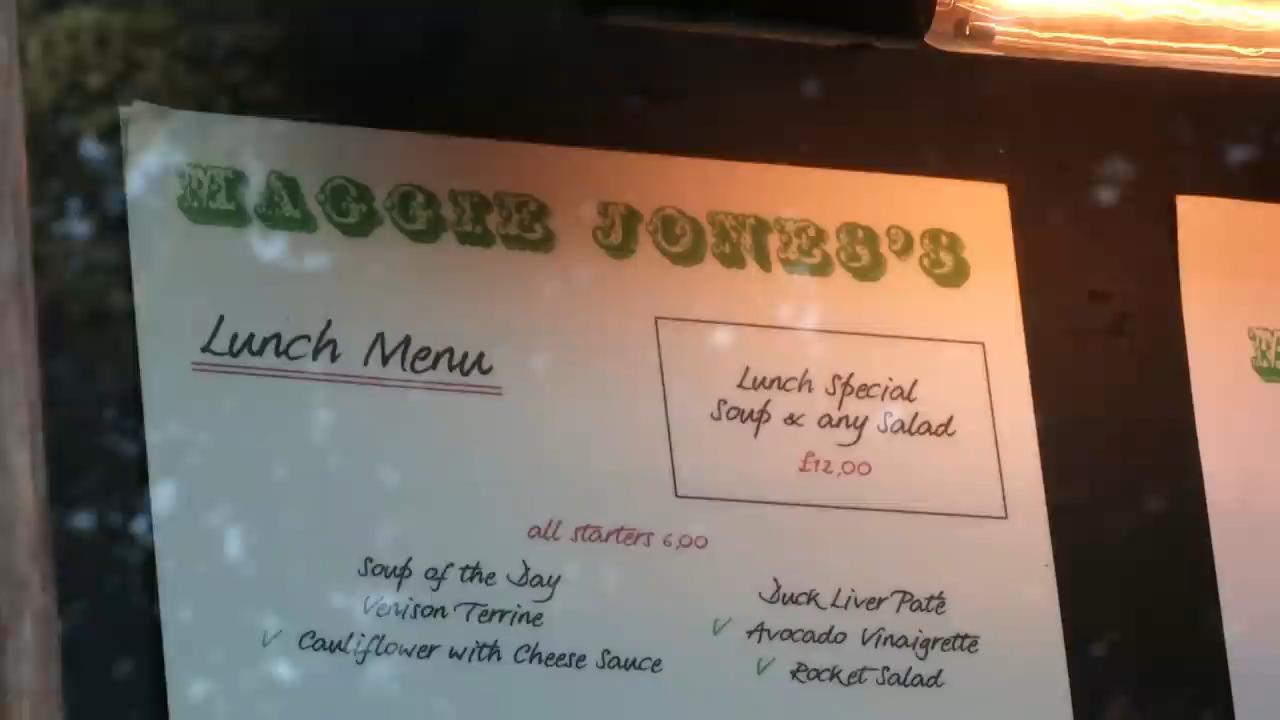 MAGGIE JONES'S
Lunch Menu
Lunch Special
Soup & any Salad
£12,00
all starters 6,00
Soup of the Day
Venison Terrine
✓ Cauliflower with Cheese Sauce
Duck Liver Paté
✓ Avocado Vinaigrette
✓ Rocket Salad